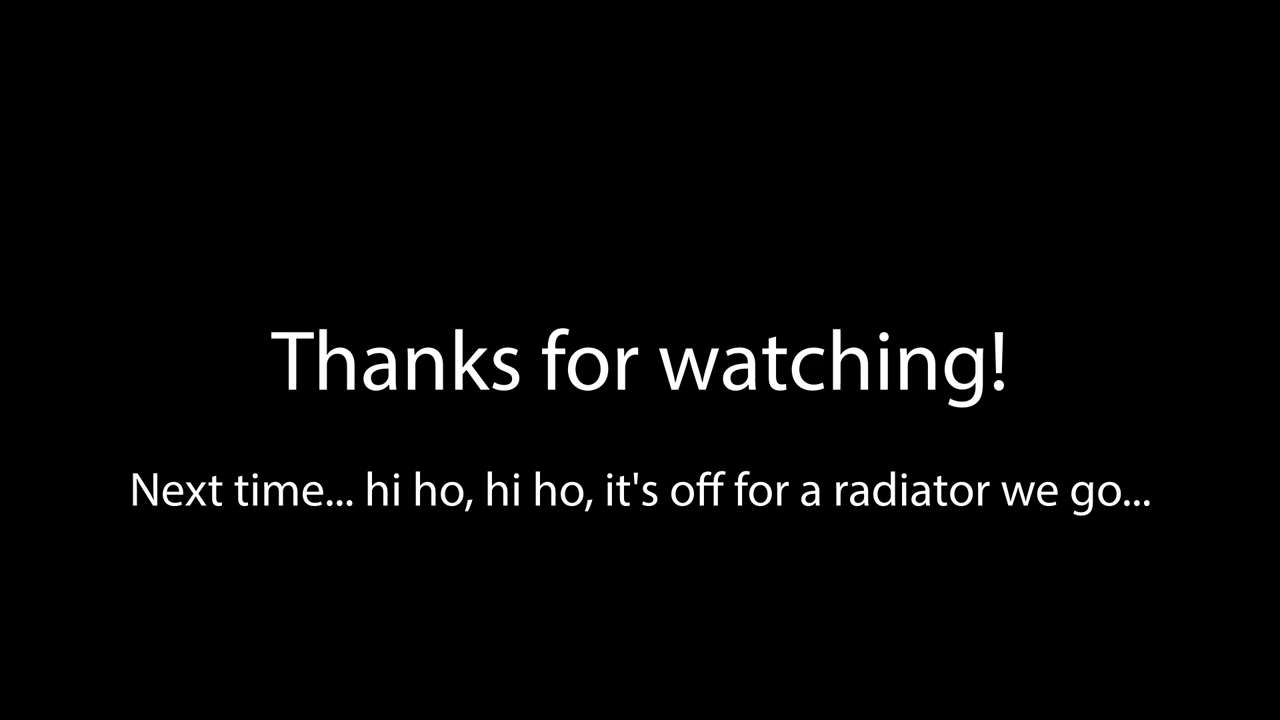 Thanks for watching!
Next time... hi ho, hi ho, it's off for a radiator we go...